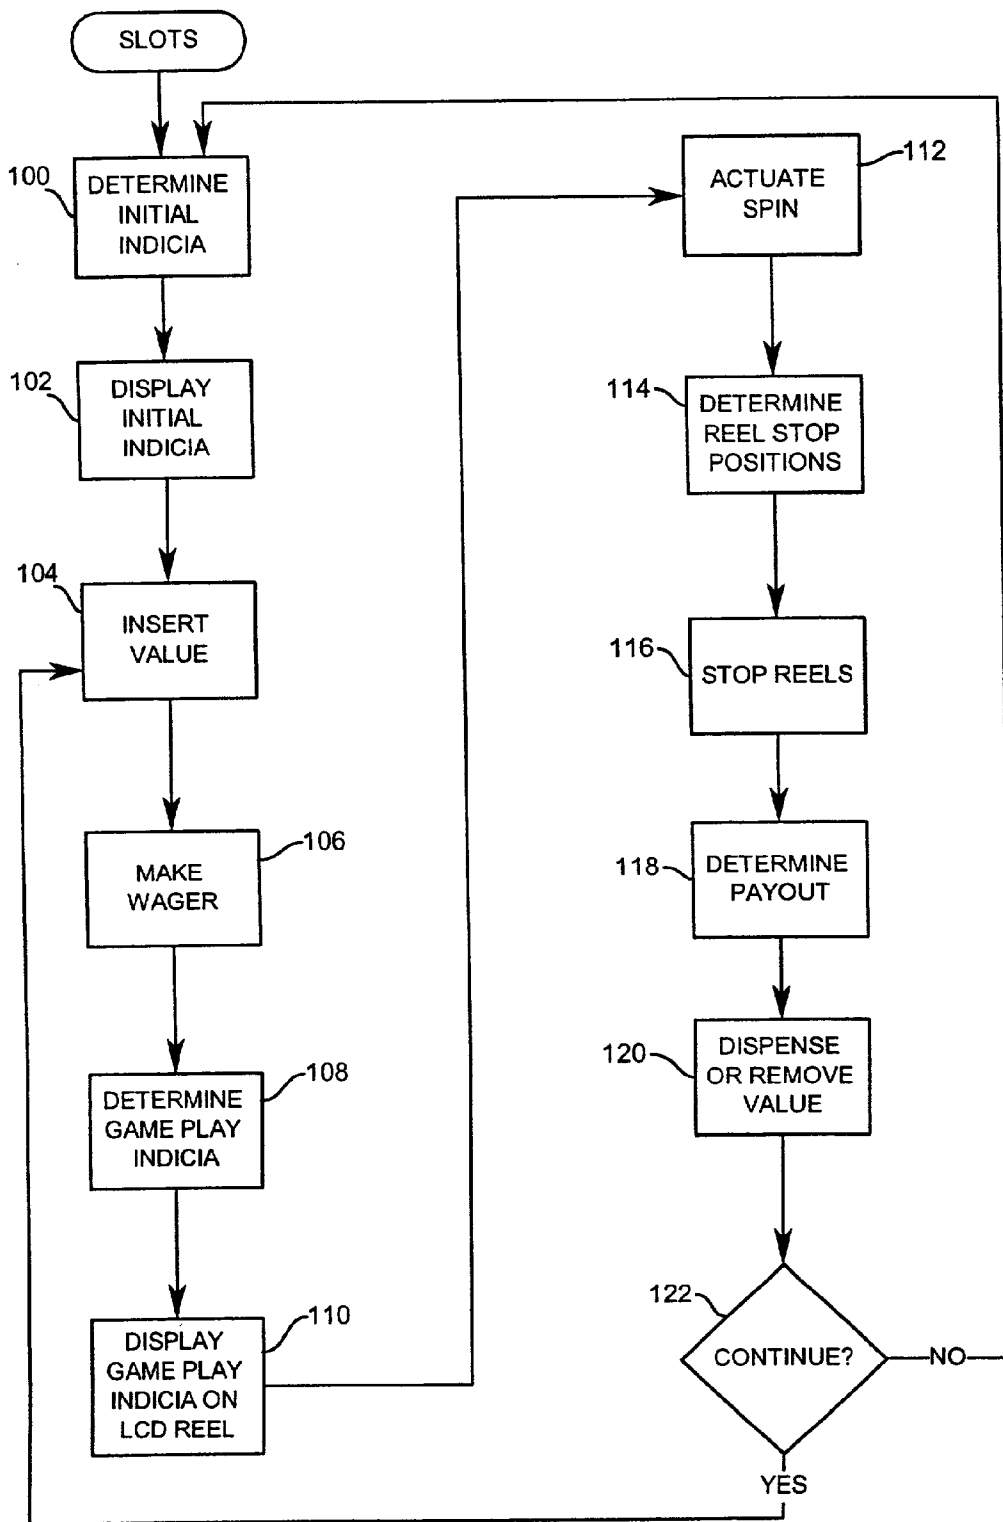 SLOTS
100
DETERMINE
INITIAL
INDICIA
102
DISPLAY
INITIAL
INDICIA
104
INSERT
VALUE
106
MAKE
WAGER
108
DETERMINE
GAME PLAY
INDICIA
110
DISPLAY
GAME PLAY
INDICIA ON
LCD REEL
112
ACTUATE
SPIN
114
DETERMINE
REEL STOP
POSITIONS
116
STOP REELS
118
DETERMINE
PAYOUT
120
DISPENSE
OR REMOVE
VALUE
122
CONTINUE?
NO
YES